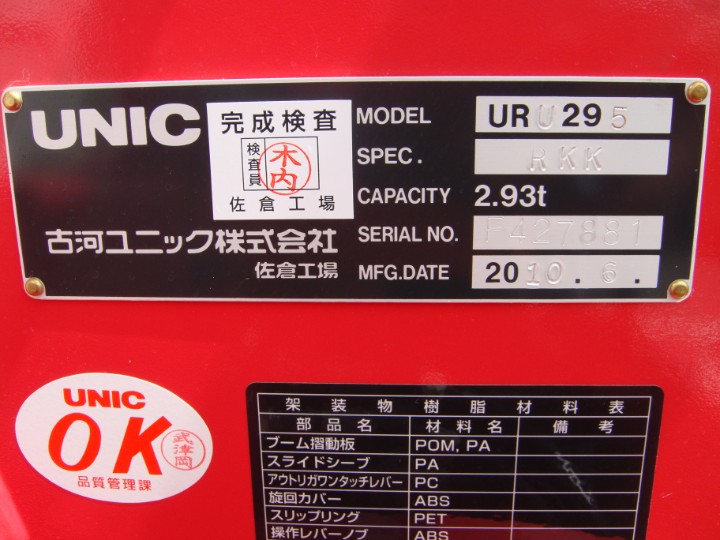 UNIC
完成検査
検査員
木内
佐倉工場
古河ユニック株式会社
佐倉工場
MODEL URU295
SPEC. RKK
CAPACITY 2.93t
SERIAL NO. F427881
MFG.DATE 2010.6.
UNIC
OK
武津岡
品質管理課
架装物樹脂材料表
部品名 材料名 備考
ブーム摺動板 POM, PA
スライドシーブ PA
アウトリガワンタッチレバー PC
旋回カバー ABS
スリップリング PET
操作レバーノブ ABS